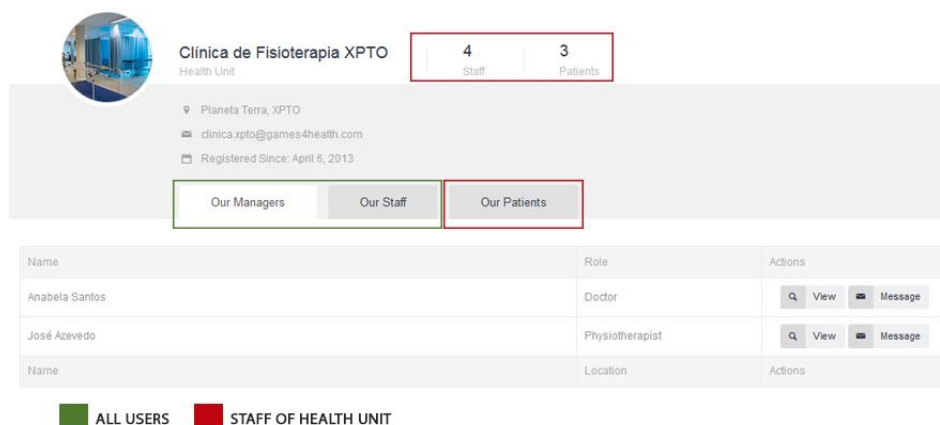 Clínica de Fisioterapia XPTO
Health Unit
4
Staff
3
Patients
Planeta Terra, XPTO
clinica.xpto@games4health.com
Registered Since: April 6, 2013
Our Managers Our Staff Our Patients
Name Role Actions
Anabela Santos Doctor View Message
José Azevedo Physiotherapist View Message
Name Location Actions
ALL USERS STAFF OF HEALTH UNIT